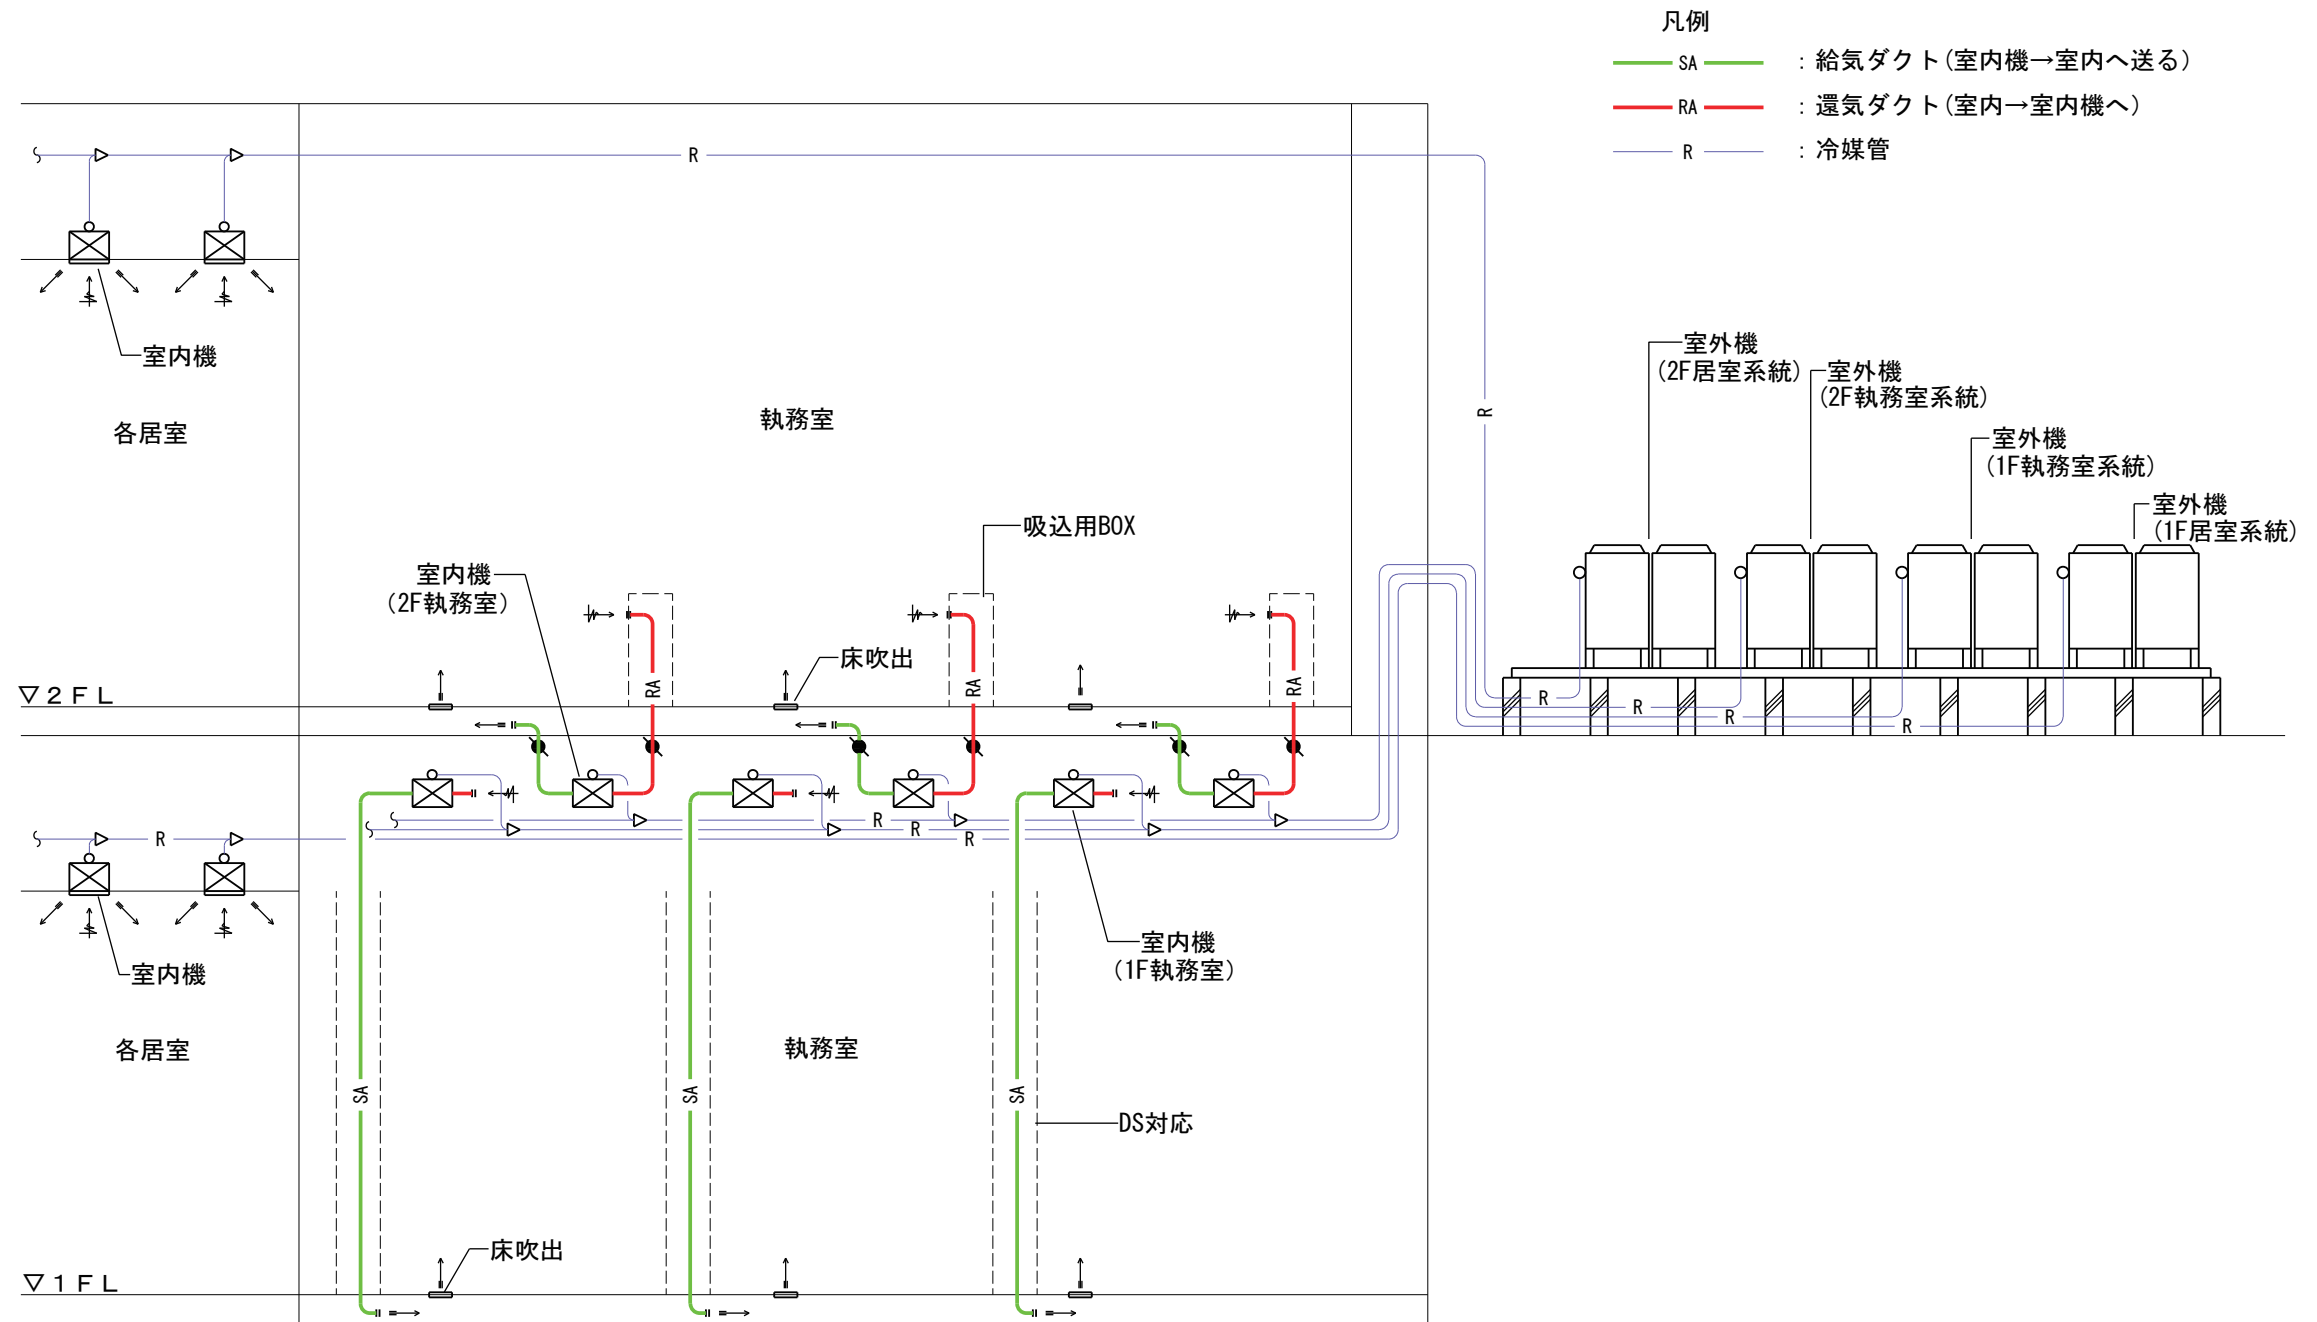 凡例
SA : 給気ダクト(室内機→室内へ送る)
RA : 還気ダクト(室内→室内機へ)
R : 冷媒管
R
室内機
各居室
執務室
R
室外機
(2F居室系統)
室外機
(2F執務室系統)
室外機
(1F執務室系統)
室外機
(1F居室系統)
吸込用BOX
室内機
(2F執務室)
床吹出
RA
RA
RA
▽2FL
R
R
R
R
R
R
R
R
室内機
各居室
室内機
(1F執務室)
執務室
SA
SA
SA
DS対応
床吹出
▽1FL